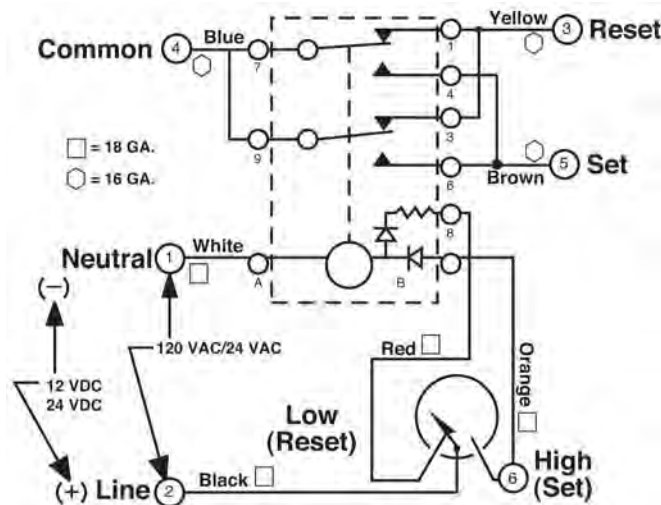 Common
4
Blue
7
1
Yellow
3
Reset
4
9
3
= 18 GA.
= 16 GA.
6
Brown
5
Set
8
Neutral
1
White
A
B
(−)
120 VAC/24 VAC
12 VDC
24 VDC
Red
Orange
Low
(Reset)
(+) Line
2
Black
6
High
(Set)